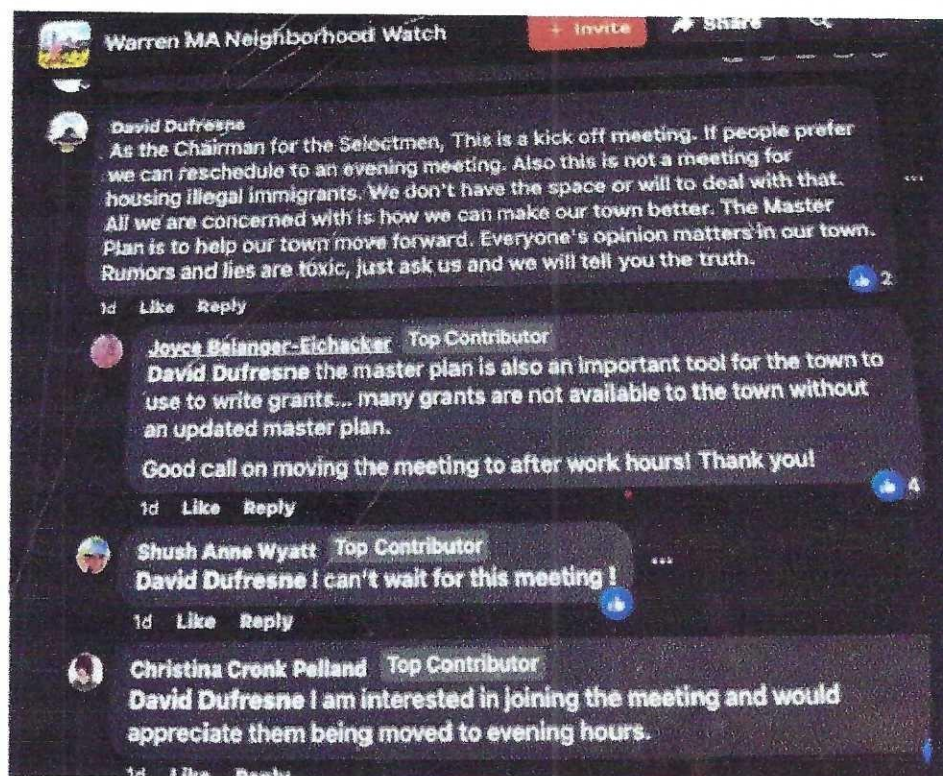 Warren MA Neighborhood Watch
+ Invite
Share
David Dufresne
As the Chairman for the Selectmen, This is a kick off meeting. If people prefer
we can reschedule to an evening meeting. Also this is not a meeting for
housing illegal immigrants. We don't have the space or will to deal with that.
All we are concerned with is how we can make our town better. The Master
Plan is to help our town move forward. Everyone's opinion matters in our town.
Rumors and lies are toxic, just ask us and we will tell you the truth.
2
1d Like Reply
Joyce Belanger-Eichacker Top Contributor
David Dufresne the master plan is also an important tool for the town to
use to write grants... many grants are not available to the town without
an updated master plan.
Good call on moving the meeting to after work hours! Thank you!
4
1d Like Reply
Shush Anne Wyatt Top Contributor
David Dufresne I can't wait for this meeting !
1d Like Reply
Christina Cronk Pelland Top Contributor
David Dufresne I am interested in joining the meeting and would
appreciate them being moved to evening hours.
1d Like Reply